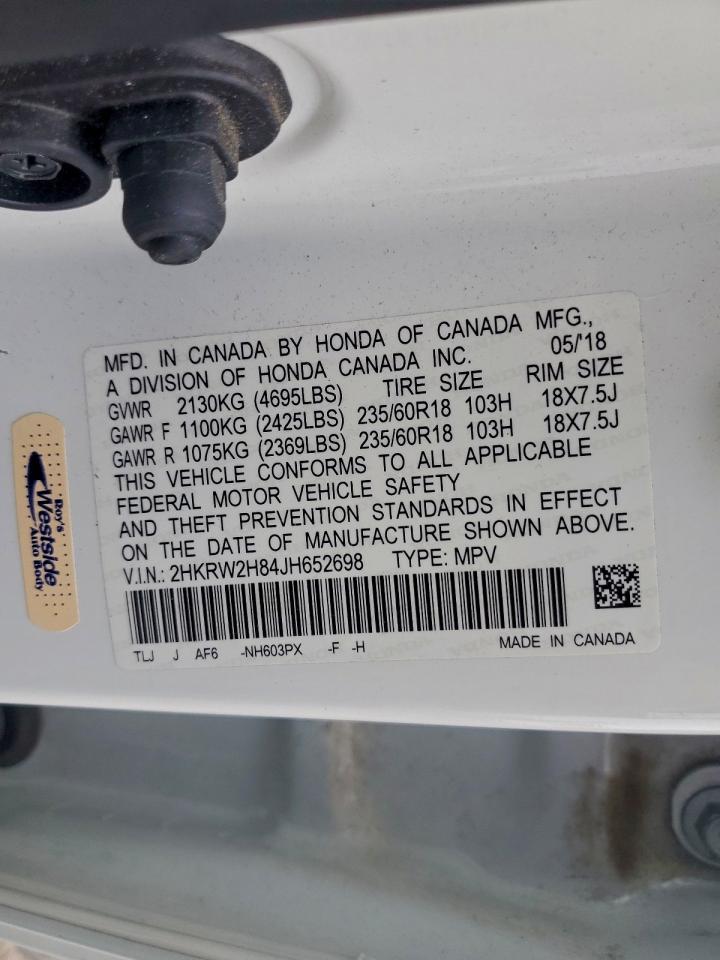 MFD. IN CANADA BY HONDA OF CANADA MFG.,
A DIVISION OF HONDA CANADA INC. 05/'18
GVWR 2130KG (4695LBS) TIRE SIZE RIM SIZE
GAWR F 1100KG (2425LBS) 235/60R18 103H 18X7.5J
GAWR R 1075KG (2369LBS) 235/60R18 103H 18X7.5J
THIS VEHICLE CONFORMS TO ALL APPLICABLE
FEDERAL MOTOR VEHICLE SAFETY
AND THEFT PREVENTION STANDARDS IN EFFECT
ON THE DATE OF MANUFACTURE SHOWN ABOVE.
V.I.N.: 2HKRW2H84JH652698 TYPE: MPV
TLJ J AF6 -NH603PX -F -H MADE IN CANADA
Roy's
Westside
Auto Body